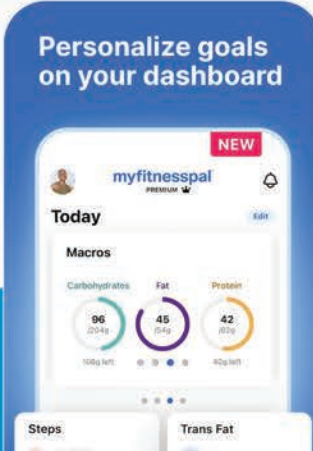 Personalize goals
on your dashboard
NEW
myfitnesspal
PREMIUM
Today
Edit
Macros
Carbohydrates Fat Protein
96 45 42
/204g /54g /82g
108g left 40g left
Steps Trans Fat